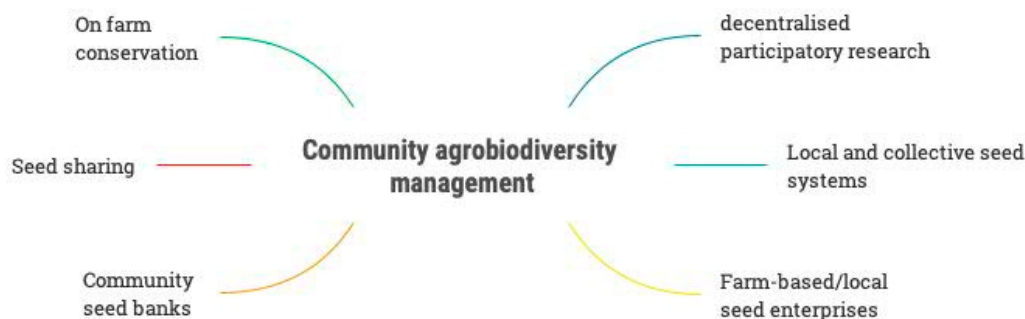 On farm
conservation
decentralised
participatory research
Community agrobiodiversity
management
Seed sharing
Local and collective seed
systems
Community
seed banks
Farm-based/local
seed enterprises